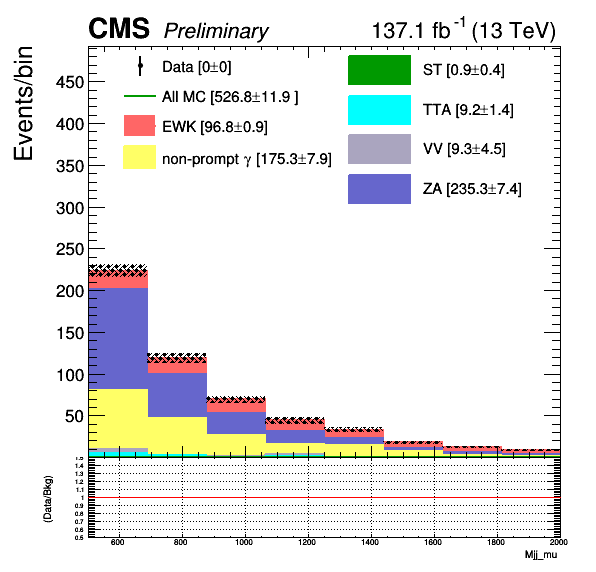 CMS Preliminary 137.1 fb-1 (13 TeV)
Events/bin
Data [0±0]
All MC [526.8±11.9 ]
EWK [96.8±0.9]
non-prompt γ [175.3±7.9]
ST [0.9±0.4]
TTA [9.2±1.4]
VV [9.3±4.5]
ZA [235.3±7.4]
450
400
350
300
250
200
150
100
50
(Data/Bkg)
1.5
1.4
1.3
1.2
1.1
1
0.9
0.8
0.7
0.6
0.5
600 800 1000 1200 1400 1600 1800 2000
Mjj_mu